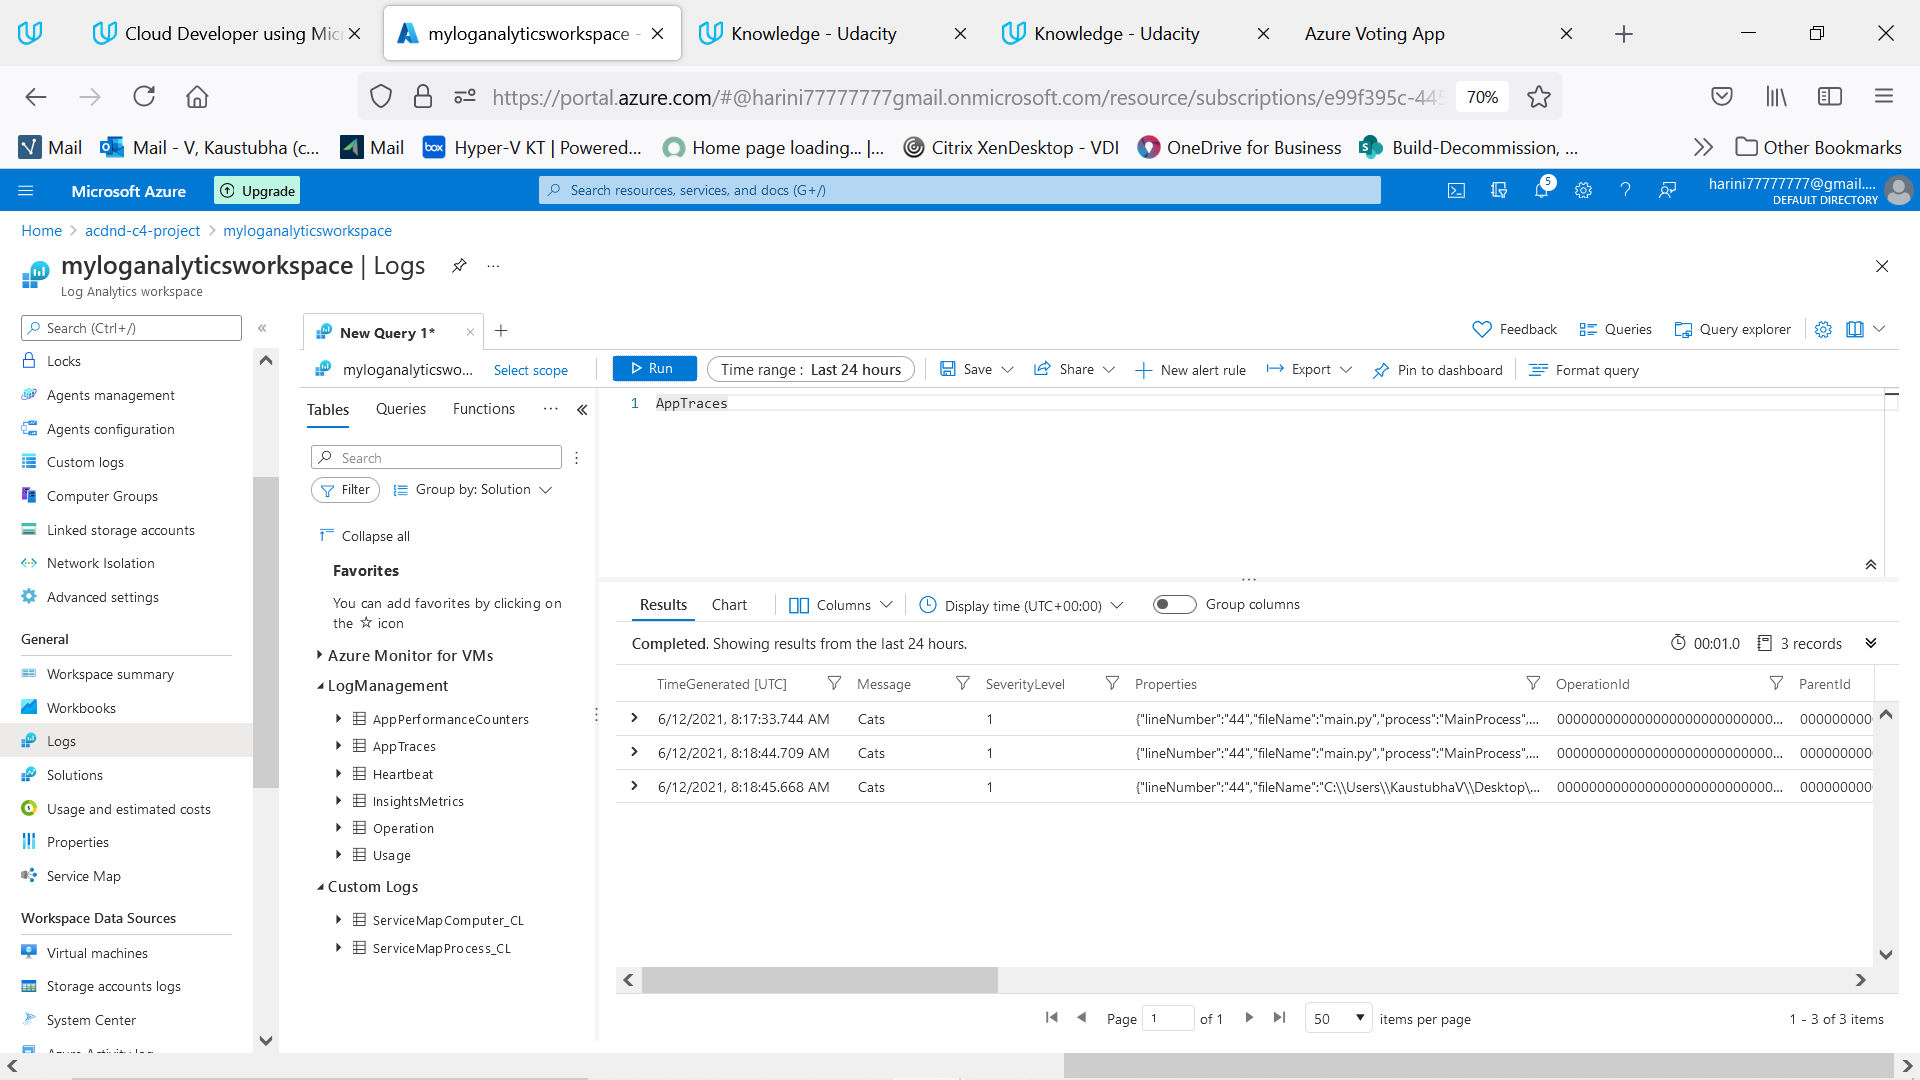 Cloud Developer using Mic
myloganalyticsworkspace -
Knowledge - Udacity
Knowledge - Udacity
Azure Voting App
https://portal.azure.com/#@harini77777777gmail.onmicrosoft.com/resource/subscriptions/e99f395c-445
70%
Mail
Mail - V, Kaustubha (c...
Mail
box
Hyper-V KT | Powered...
Home page loading... |...
Citrix XenDesktop - VDI
OneDrive for Business
Build-Decommission, ...
Other Bookmarks
Microsoft Azure
Upgrade
Search resources, services, and docs (G+/)
5
harini77777777@gmail....
DEFAULT DIRECTORY
Home > acdnd-c4-project > myloganalyticsworkspace
myloganalyticsworkspace | Logs
Log Analytics workspace
Search (Ctrl+/)
Locks
Agents management
Agents configuration
Custom logs
Computer Groups
Linked storage accounts
Network Isolation
Advanced settings
General
Workspace summary
Workbooks
Logs
Solutions
Usage and estimated costs
Properties
Service Map
Workspace Data Sources
Virtual machines
Storage accounts logs
System Center
New Query 1*
Feedback
Queries
Query explorer
myloganalyticswo...
Select scope
Run
Time range : Last 24 hours
Save
Share
New alert rule
Export
Pin to dashboard
Format query
Tables
Queries
Functions
Search
Filter
Group by: Solution
Collapse all
Favorites
You can add favorites by clicking on
the ☆ icon
Azure Monitor for VMs
LogManagement
AppPerformanceCounters
AppTraces
Heartbeat
InsightsMetrics
Operation
Usage
Custom Logs
ServiceMapComputer_CL
ServiceMapProcess_CL
1 AppTraces
Results
Chart
Columns
Display time (UTC+00:00)
Group columns
Completed. Showing results from the last 24 hours.
00:01.0
3 records
TimeGenerated [UTC] Message SeverityLevel Properties OperationId ParentId
6/12/2021, 8:17:33.744 AM Cats 1 {"lineNumber":"44","fileName":"main.py","process":"MainProcess",... 00000000000000000000000000... 000000000
6/12/2021, 8:18:44.709 AM Cats 1 {"lineNumber":"44","fileName":"main.py","process":"MainProcess",... 00000000000000000000000000... 000000000
6/12/2021, 8:18:45.668 AM Cats 1 {"lineNumber":"44","fileName":"C:\\Users\\KaustubhaV\\Desktop\... 00000000000000000000000000... 000000000
Page 1 of 1
50 items per page
1 - 3 of 3 items